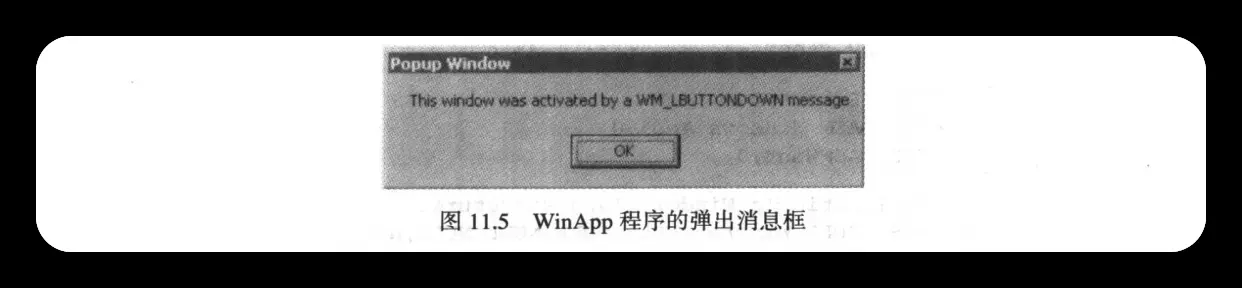 Popup Window
This window was activated by a WM_LBUTTONDOWN message
OK
图 11.5 WinApp 程序的弹出消息框